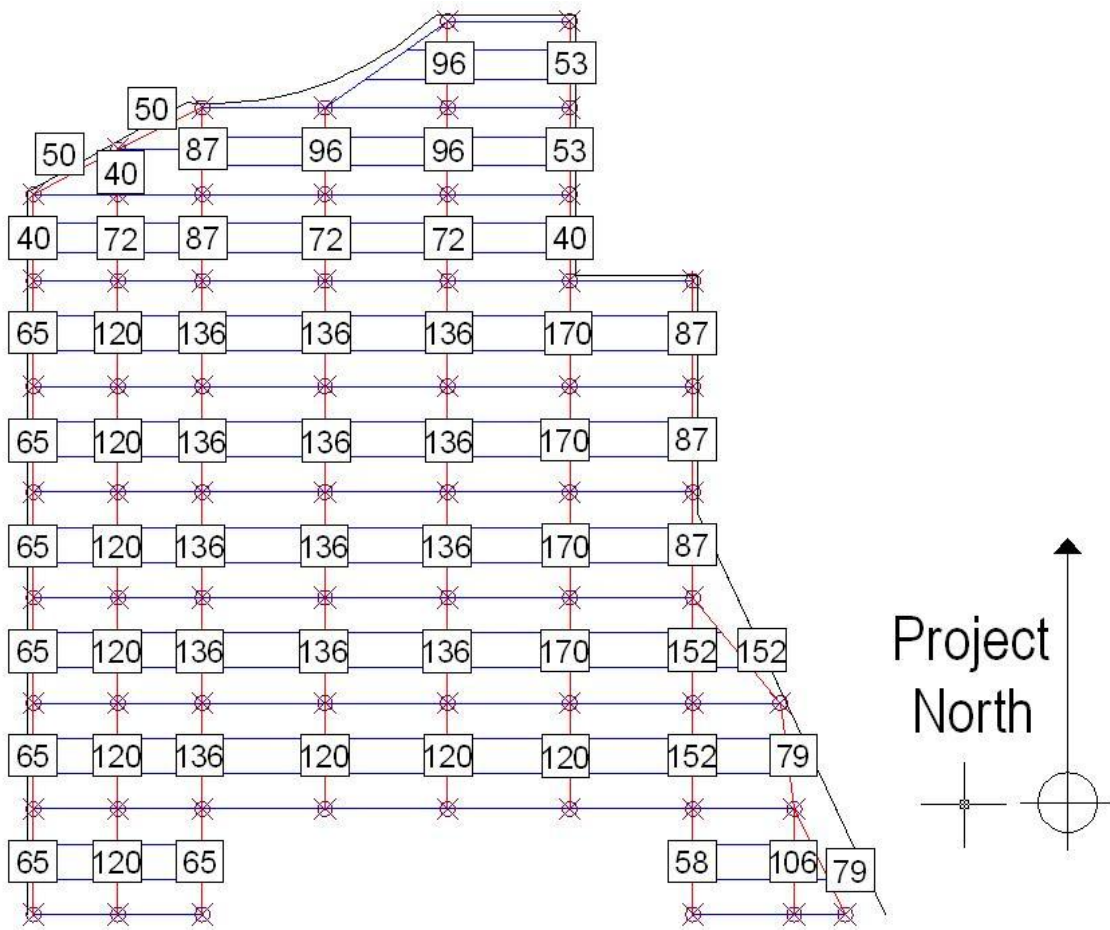 96 53
50
50 40 87 96 96 53
40 72 87 72 72 40
65 120 136 136 136 170 87
65 120 136 136 136 170 87
65 120 136 136 136 170 87
65 120 136 136 136 170 152 152
65 120 136 120 120 120 152 79
65 120 65 58 106 79
Project
North